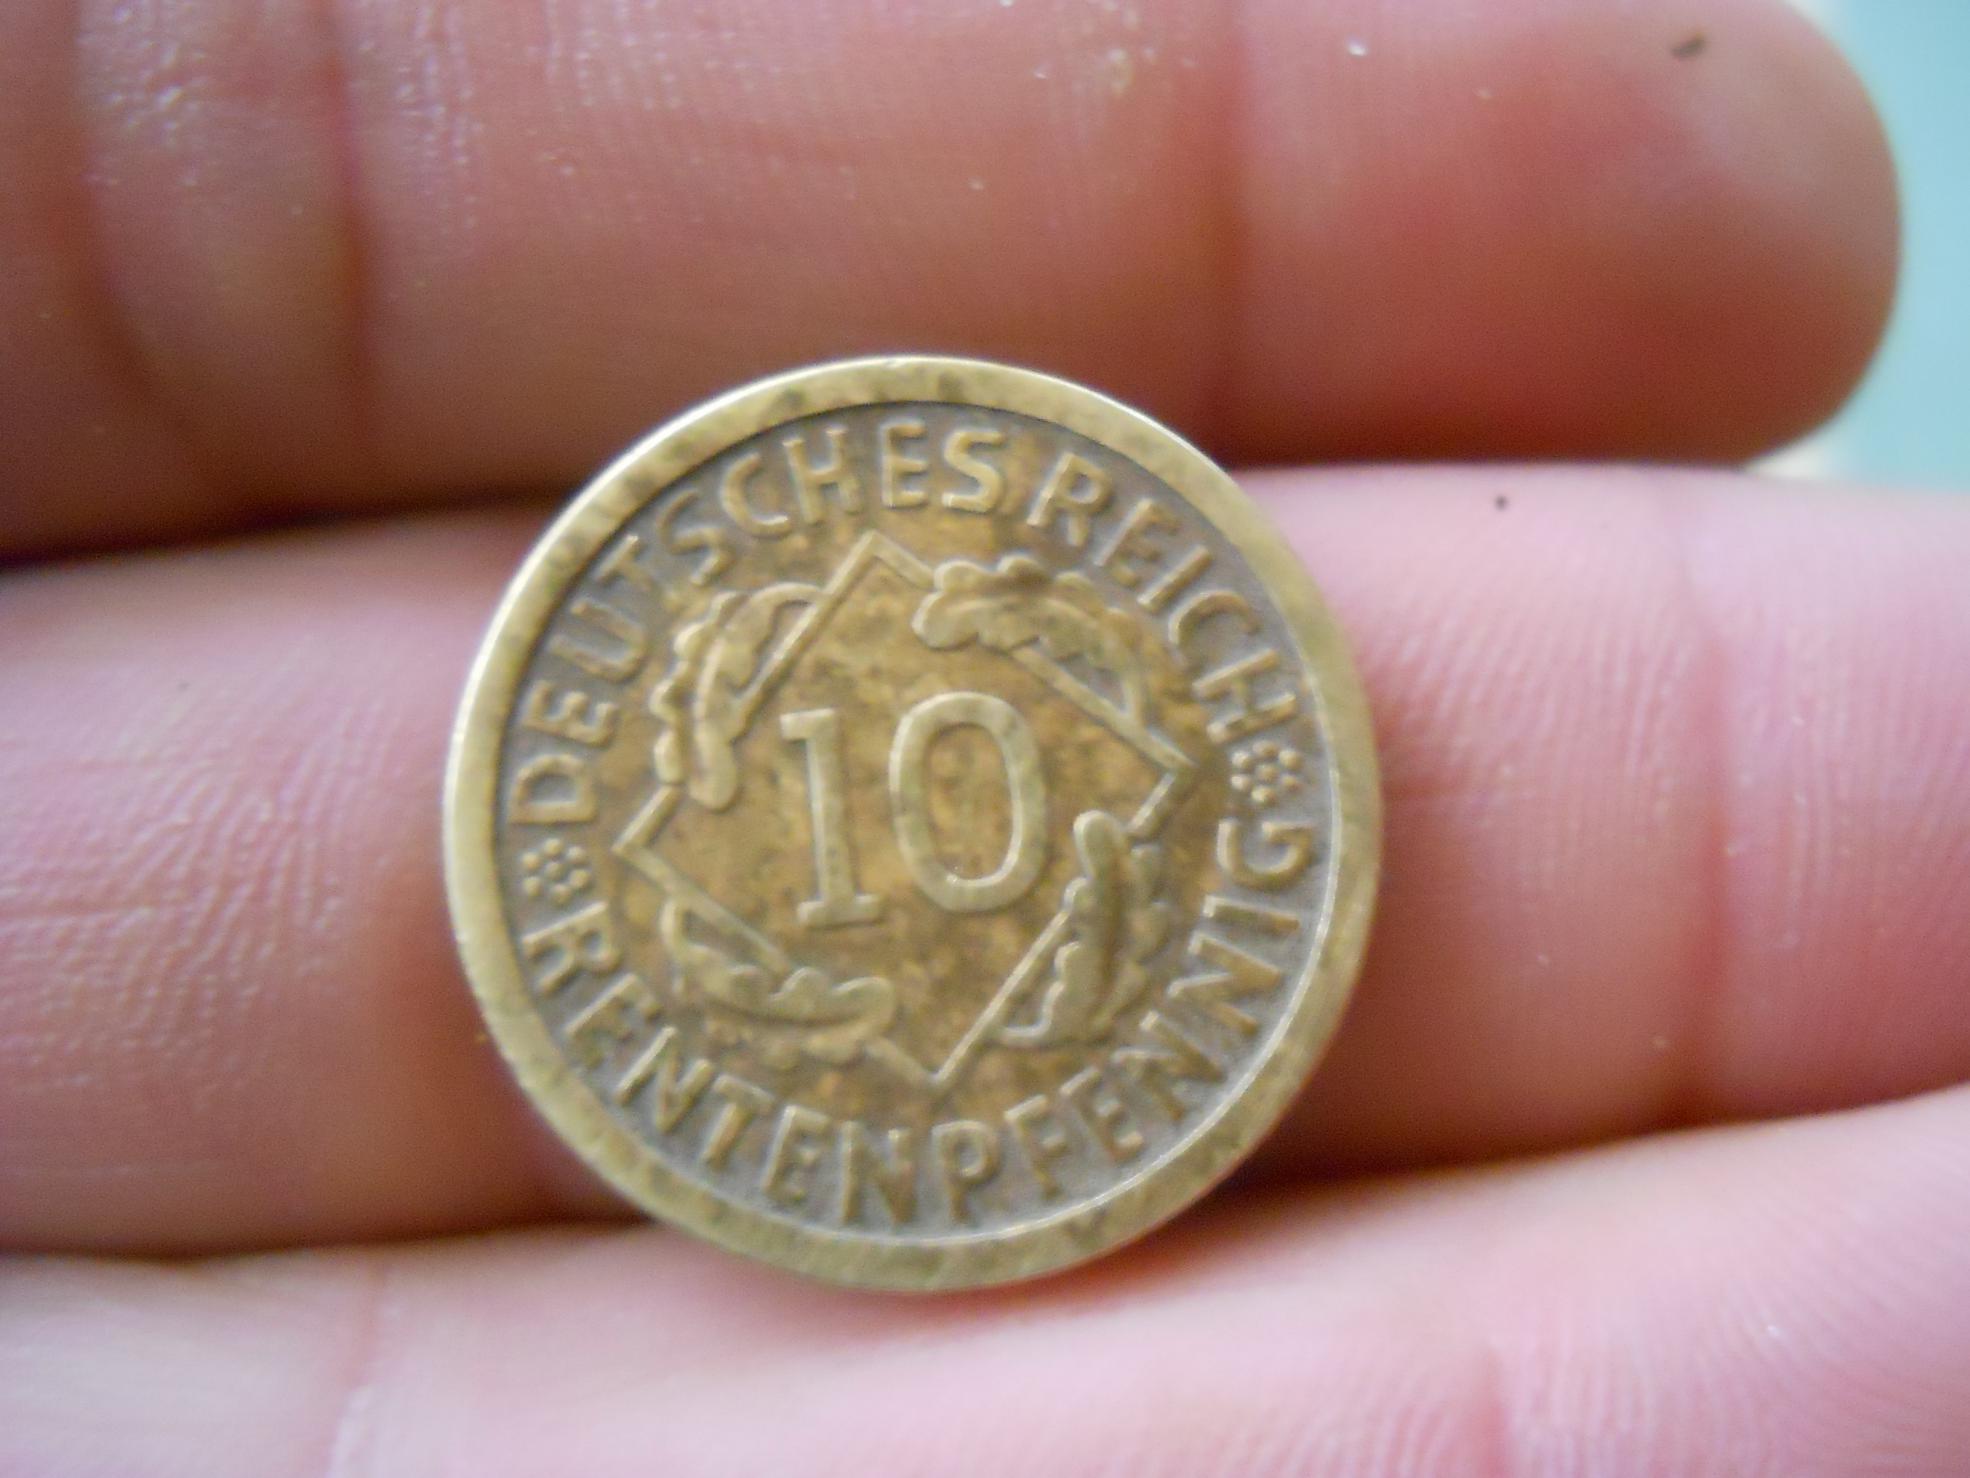 DEUTSCHES REICH
10
RENTENPFENNIG